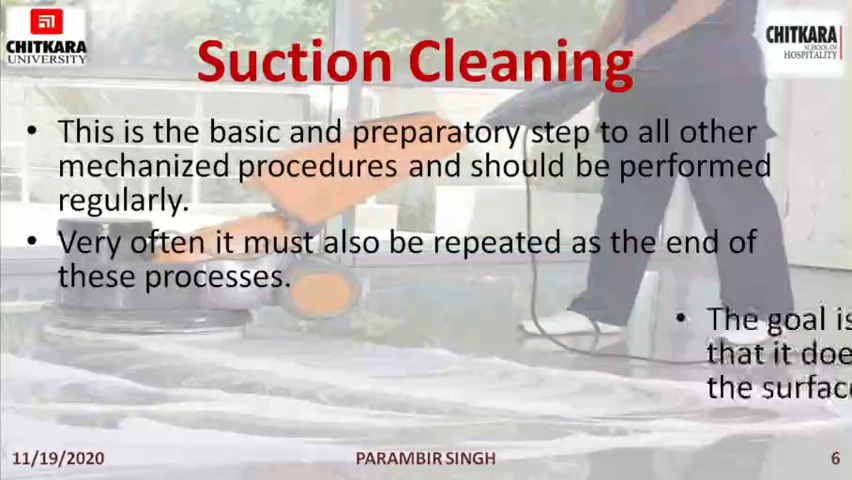 CHITKARA
UNIVERSITY
CHITKARA
SCHOOL OF
HOSPITALITY
Suction Cleaning
• This is the basic and preparatory step to all other
mechanized procedures and should be performed
regularly.
• Very often it must also be repeated as the end of
these processes.
• The goal is
that it doe
the surfac
11/19/2020
PARAMBIR SINGH
6